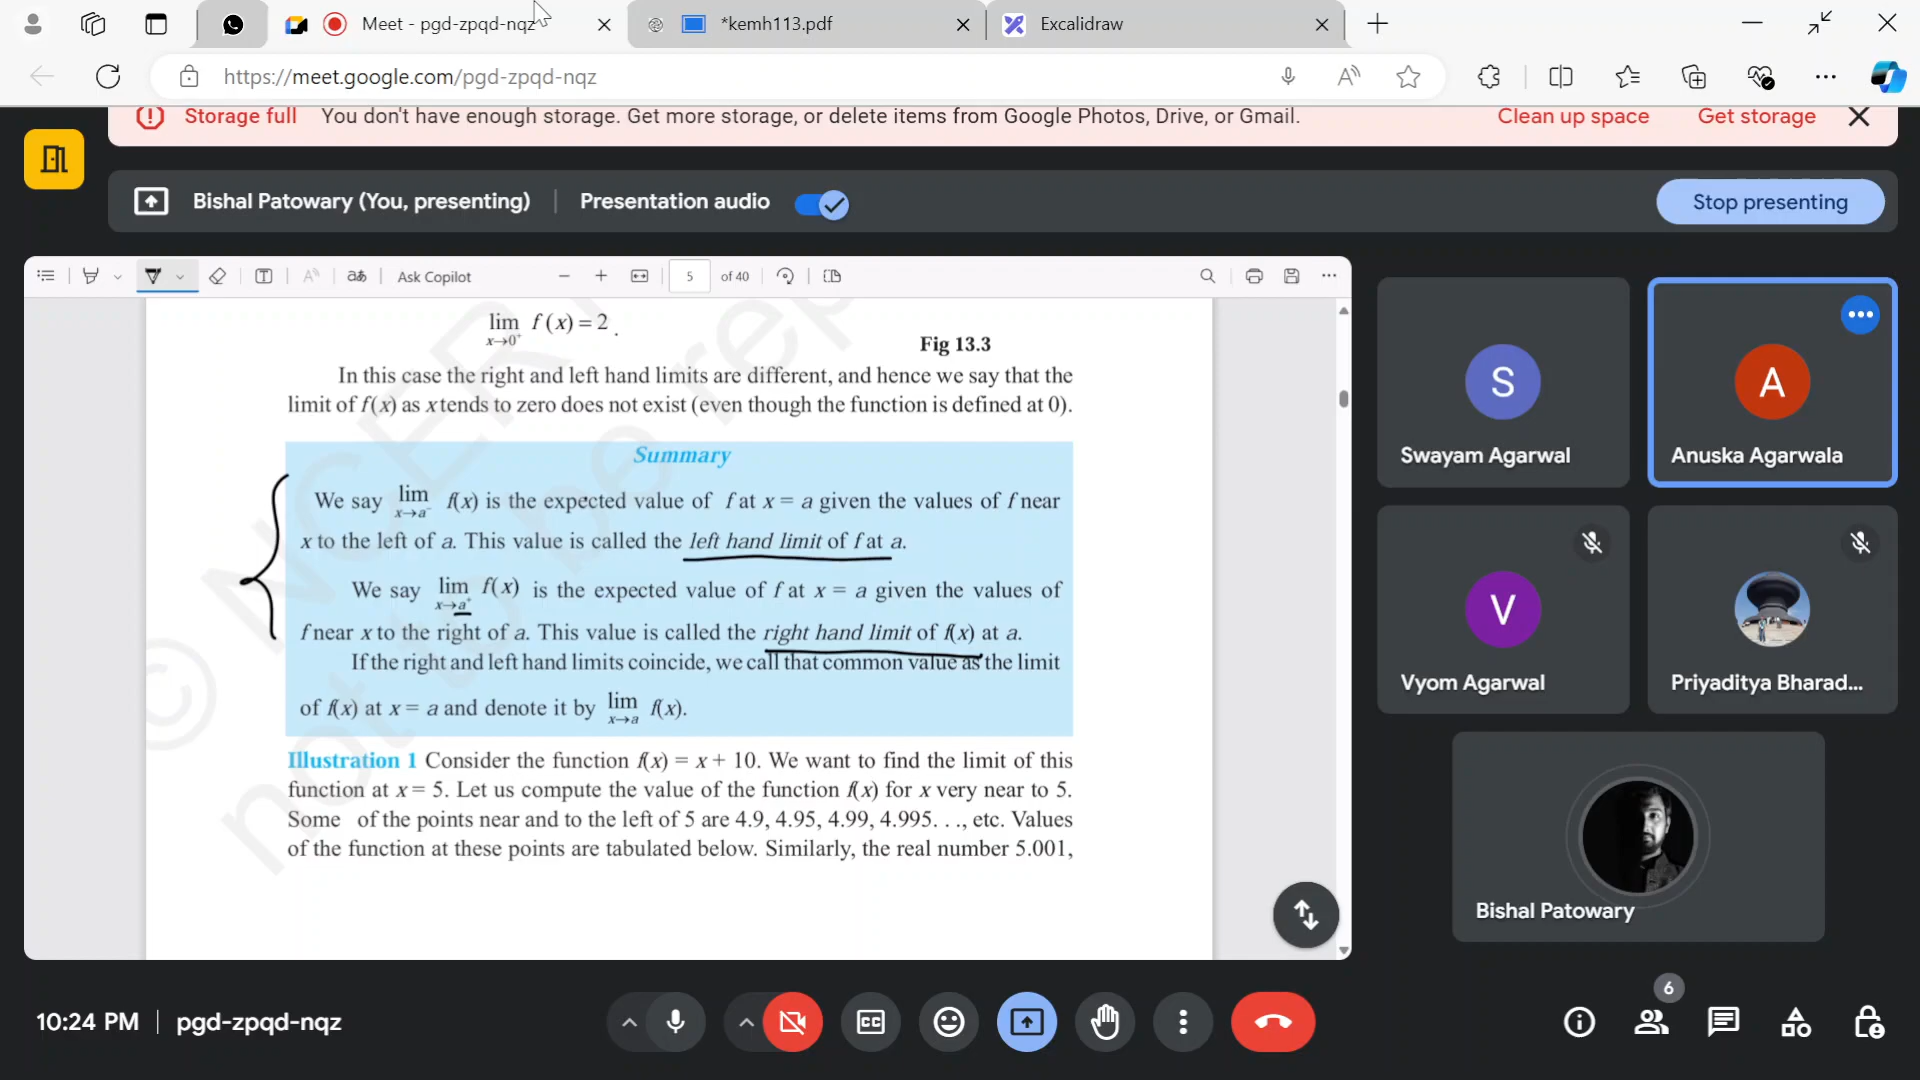 Meet - pgd-zpqd-nqz
*kemh113.pdf
Excalidraw
https://meet.google.com/pgd-zpqd-nqz
Storage full You don't have enough storage. Get more storage, or delete items from Google Photos, Drive, or Gmail. Clean up space Get storage
Bishal Patowary (You, presenting) Presentation audio Stop presenting
Ask Copilot 5 of 40
lim f(x) = 2.
x→0⁺
Fig 13.3
In this case the right and left hand limits are different, and hence we say that the
limit of f(x) as x tends to zero does not exist (even though the function is defined at 0).
Summary
We say lim f(x) is the expected value of f at x = a given the values of f near
x→a⁻
x to the left of a. This value is called the left hand limit of f at a.
We say lim f(x) is the expected value of f at x = a given the values of
x→a⁺
f near x to the right of a. This value is called the right hand limit of f(x) at a.
If the right and left hand limits coincide, we call that common value as the limit
of f(x) at x = a and denote it by lim f(x).
x→a
Illustration 1 Consider the function f(x) = x + 10. We want to find the limit of this
function at x = 5. Let us compute the value of the function f(x) for x very near to 5.
Some of the points near and to the left of 5 are 4.9, 4.95, 4.99, 4.995. . ., etc. Values
of the function at these points are tabulated below. Similarly, the real number 5.001,
© NCER
not to be rep
S
Swayam Agarwal
A
Anuska Agarwala
V
Vyom Agarwal
Priyaditya Bharad...
Bishal Patowary
10:24 PM pgd-zpqd-nqz
CC
6